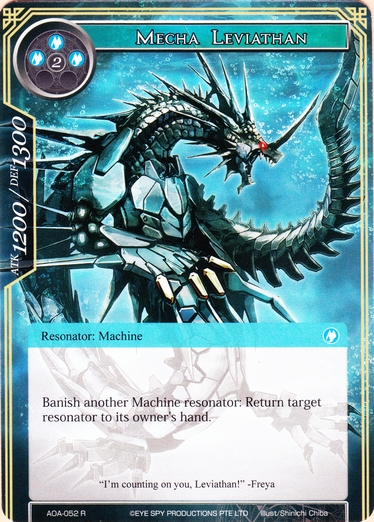 Mecha Leviathan
2
ATK 1200 / DEF 1300
Resonator: Machine
Banish another Machine resonator: Return target
resonator to its owner's hand.
"I'm counting on you, Leviathan!" -Freya
AOA-052 R ©EYE SPY PRODUCTIONS PTE LTD Illust/Shinichi Chiba